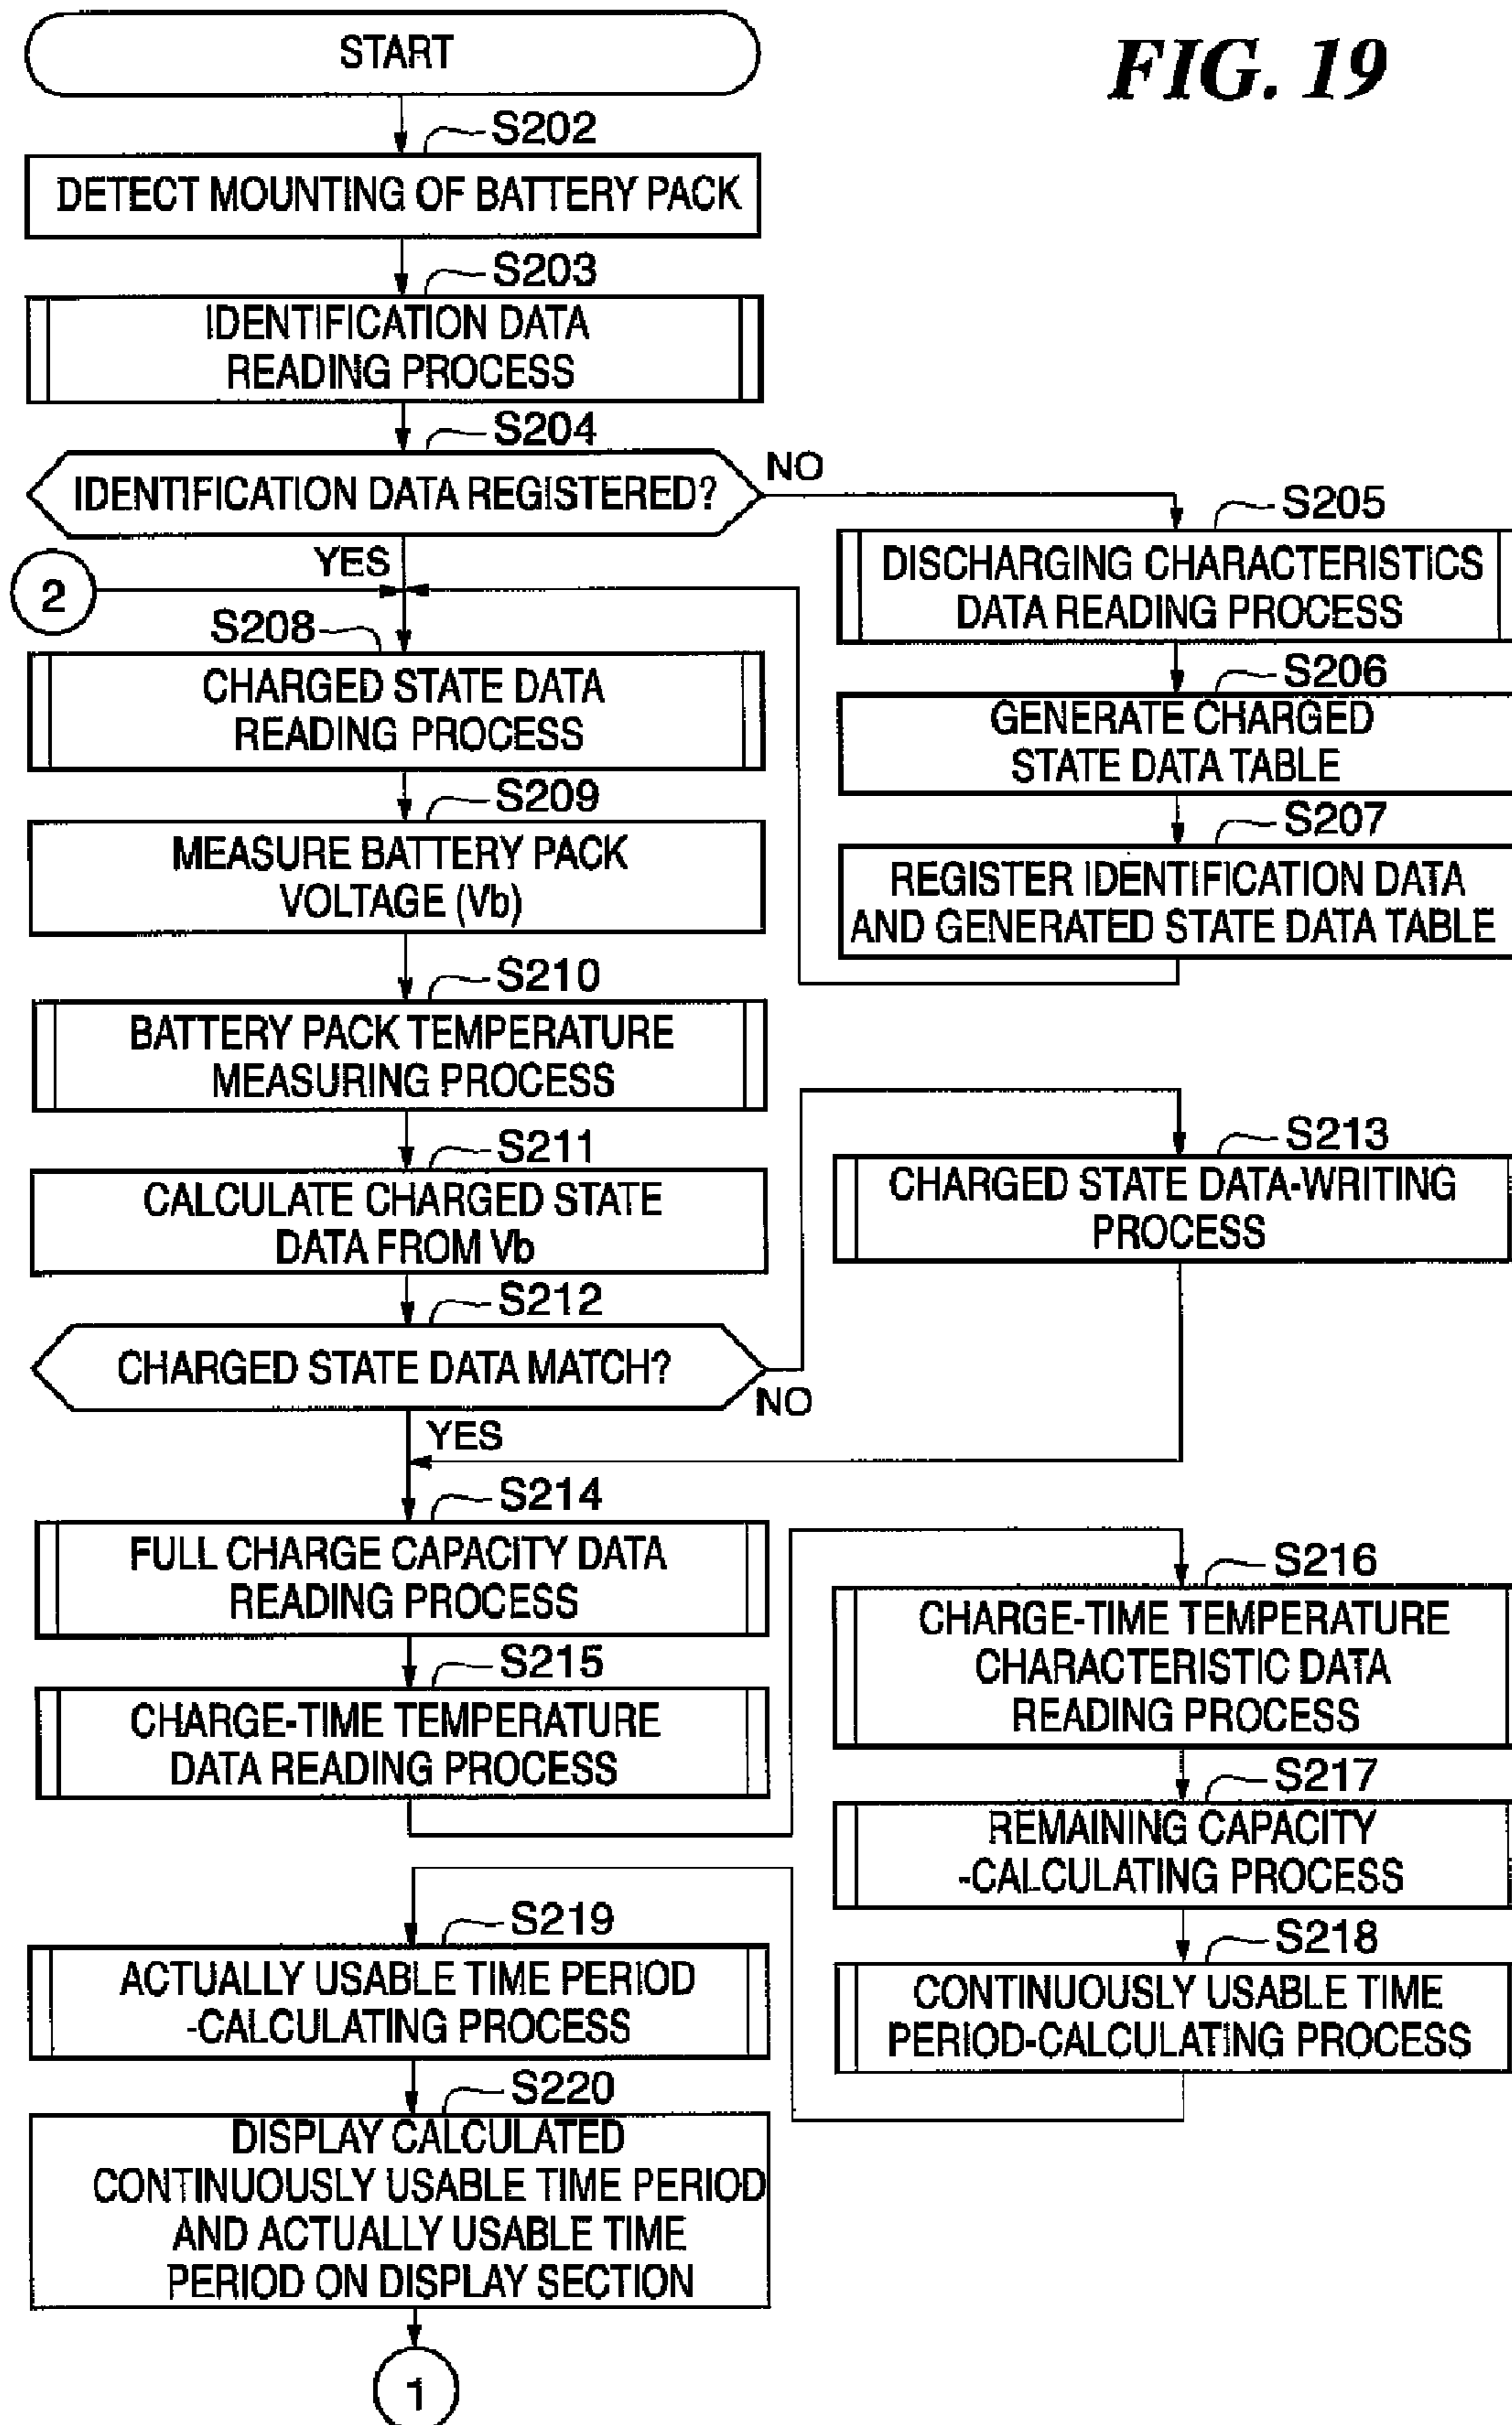 FIG. 19
START
S202
DETECT MOUNTING OF BATTERY PACK
S203
IDENTIFICATION DATA
READING PROCESS
S204
IDENTIFICATION DATA REGISTERED?
NO
YES
2
S205
DISCHARGING CHARACTERISTICS
DATA READING PROCESS
S206
GENERATE CHARGED
STATE DATA TABLE
S207
REGISTER IDENTIFICATION DATA
AND GENERATED STATE DATA TABLE
S208
CHARGED STATE DATA
READING PROCESS
S209
MEASURE BATTERY PACK
VOLTAGE (Vb)
S210
BATTERY PACK TEMPERATURE
MEASURING PROCESS
S211
CALCULATE CHARGED STATE
DATA FROM Vb
S212
CHARGED STATE DATA MATCH?
NO
YES
S213
CHARGED STATE DATA-WRITING
PROCESS
S214
FULL CHARGE CAPACITY DATA
READING PROCESS
S215
CHARGE-TIME TEMPERATURE
DATA READING PROCESS
S216
CHARGE-TIME TEMPERATURE
CHARACTERISTIC DATA
READING PROCESS
S217
REMAINING CAPACITY
-CALCULATING PROCESS
S218
CONTINUOUSLY USABLE TIME
PERIOD-CALCULATING PROCESS
S219
ACTUALLY USABLE TIME PERIOD
-CALCULATING PROCESS
S220
DISPLAY CALCULATED
CONTINUOUSLY USABLE TIME PERIOD
AND ACTUALLY USABLE TIME
PERIOD ON DISPLAY SECTION
1